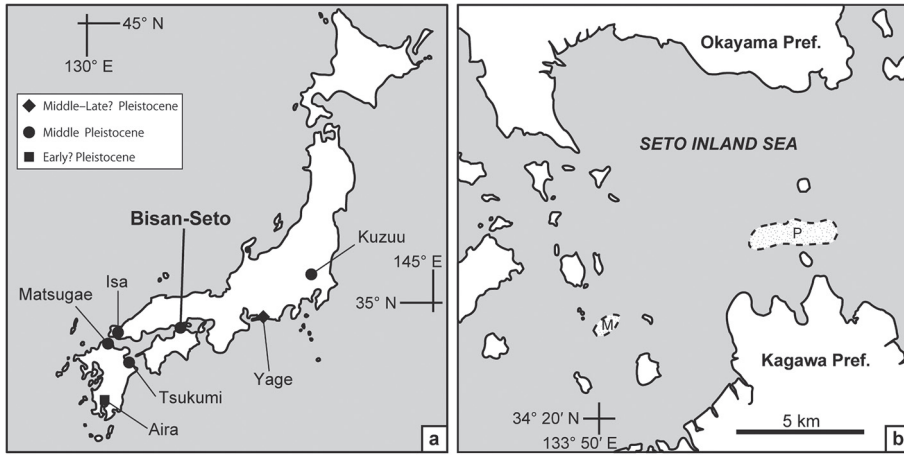 45° N
130° E
Middle–Late? Pleistocene
Middle Pleistocene
Early? Pleistocene
Bisan-Seto
Kuzuu
145° E
35° N
Isa
Matsugae
Yage
Tsukumi
Aira
a
Okayama Pref.
SETO INLAND SEA
P
M
Kagawa Pref.
34° 20′ N
133° 50′ E
5 km
b